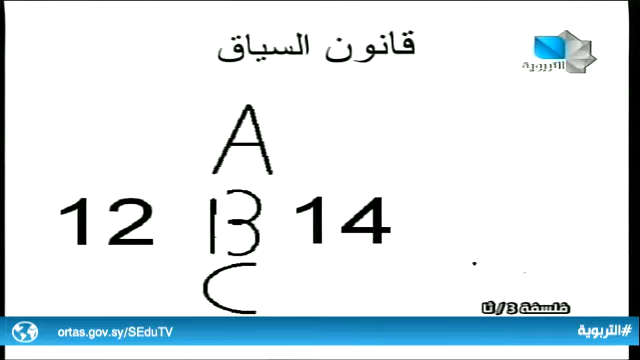 قانون السياق
التربوية
A
12 13 14
C
فلسفة / 3 ثا
ortas.gov.sy/SEduTV
#التربوية